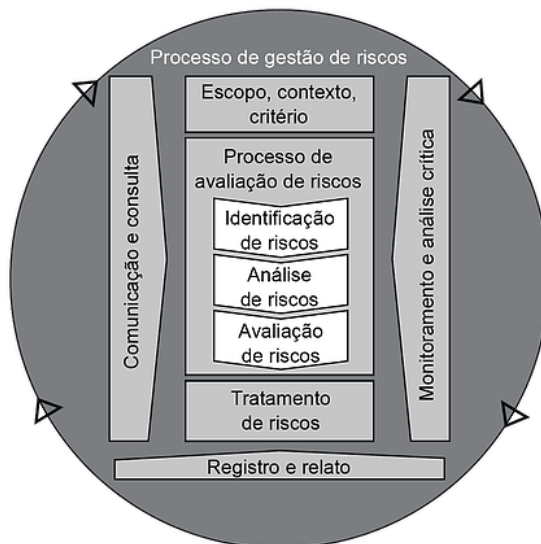 Processo de gestão de riscos
Comunicação e consulta
Escopo, contexto,
critério
Processo de
avaliação de riscos
Identificação
de riscos
Análise
de riscos
Avaliação
de riscos
Tratamento
de riscos
Monitoramento e análise crítica
Registro e relato